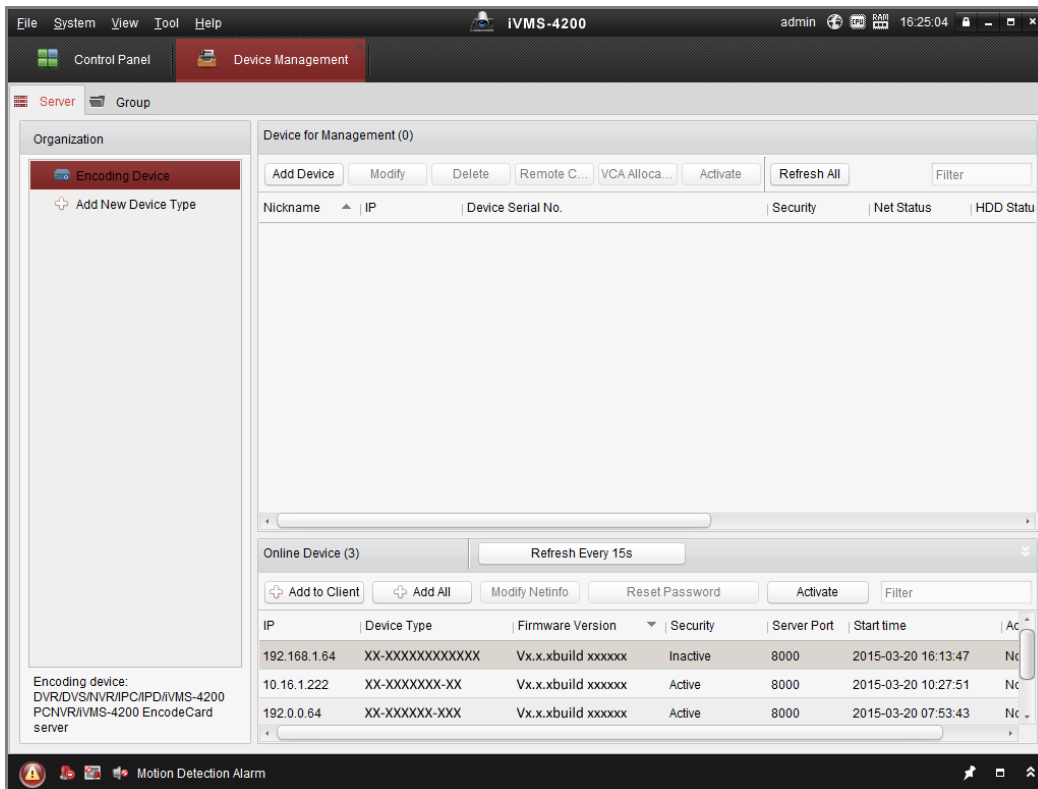 File System View Tool Help iVMS-4200 admin CPU RAM 16:25:04
Control Panel Device Management
Server Group
Organization
Encoding Device
Add New Device Type
Encoding device:
DVR/DVS/NVR/IPC/IPD/iVMS-4200
PCNVR/iVMS-4200 EncodeCard
server
Device for Management (0)
Add Device Modify Delete Remote C... VCA Alloca... Activate Refresh All Filter
Nickname IP Device Serial No. Security Net Status HDD Statu
Online Device (3) Refresh Every 15s
Add to Client Add All Modify Netinfo Reset Password Activate Filter
IP Device Type Firmware Version Security Server Port Start time Ad
192.168.1.64 XX-XXXXXXXXXXXX Vx.x.xbuild xxxxxx Inactive 8000 2015-03-20 16:13:47 No
10.16.1.222 XX-XXXXXXX-XX Vx.x.xbuild xxxxxx Active 8000 2015-03-20 10:27:51 No
192.0.0.64 XX-XXXXXX-XXX Vx.x.xbuild xxxxxx Active 8000 2015-03-20 07:53:43 No
Motion Detection Alarm